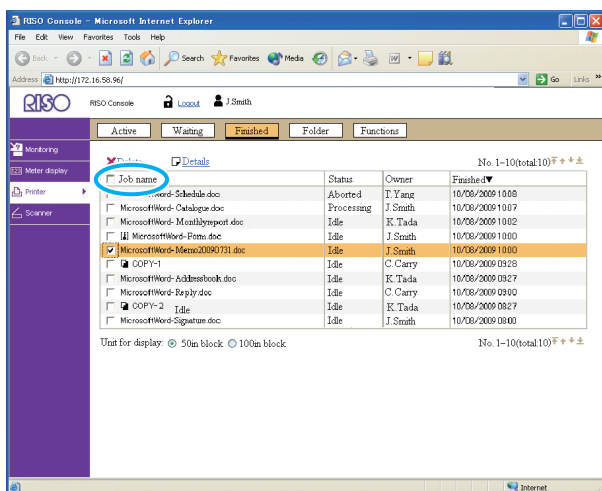 RISO Console - Microsoft Internet Explorer
File Edit View Favorites Tools Help
Back Search Favorites Media
Address http://172.16.58.96/ Go Links »
RISO RISO Console Logout J.Smith
Active Waiting Finished Folder Functions
Monitoring
Meter display
Printer
Scanner
Delete Details No. 1-10(total:10)
Job name Status Owner Finished▼
Word-Schedule.doc Aborted T.Yang 10/08/2009 10:08
MicrosoftWord-Catalogue.doc Processing J.Smith 10/08/2009 10:07
MicrosoftWord-Monthlyreport.doc Idle K.Tada 10/08/2009 10:02
MicrosoftWord-Form.doc Idle J.Smith 10/08/2009 10:00
MicrosoftWord-Memo20090731.doc Idle J.Smith 10/08/2009 10:00
COPY-1 Idle C.Carry 10/08/2009 09:28
MicrosoftWord-Addressbook.doc Idle K.Tada 10/08/2009 09:27
MicrosoftWord-Reply.doc Idle C.Carry 10/08/2009 09:00
COPY-2 Idle Idle K.Tada 10/08/2009 08:27
MicrosoftWord-Signature.doc Idle J.Smith 10/08/2009 08:00
Unit for display: 50in block 100in block No. 1-10(total:10)
Internet